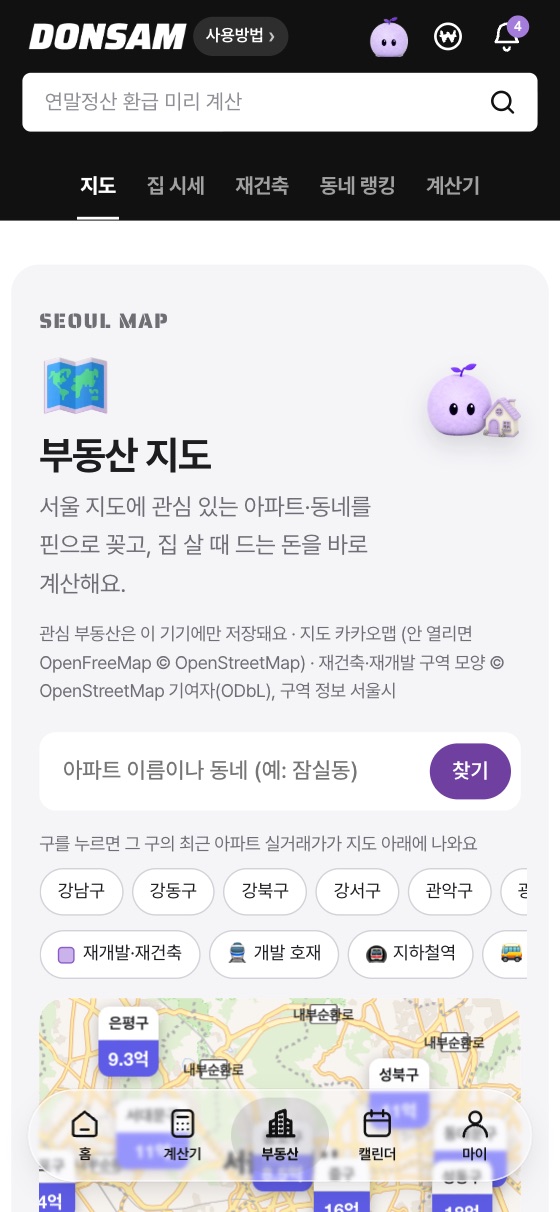 DONSAM
사용방법 ›
4
연말정산 환급 미리 계산
지도 집 시세 재건축 동네 랭킹 계산기
SEOUL MAP
부동산 지도
서울 지도에 관심 있는 아파트·동네를
핀으로 꽂고, 집 살 때 드는 돈을 바로
계산해요.
관심 부동산은 이 기기에만 저장돼요 · 지도 카카오맵 (안 열리면
OpenFreeMap © OpenStreetMap) · 재건축·재개발 구역 모양 ©
OpenStreetMap 기여자(ODbL), 구역 정보 서울시
아파트 이름이나 동네 (예: 잠실동) 찾기
구를 누르면 그 구의 최근 아파트 실거래가가 지도 아래에 나와요
강남구 강동구 강북구 강서구 관악구
재개발·재건축 개발 호재 지하철역
내부순환로
은평구
9.3억
내부순환로
내부순환로
성북구
홈 계산기 부동산 캘린더 마이
4억
16억